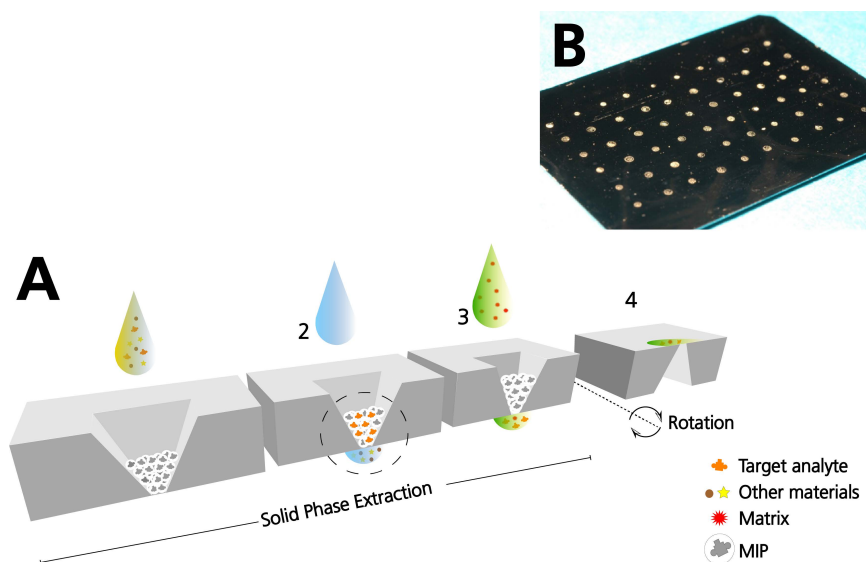 B
A
2
3
4
Rotation
Solid Phase Extraction
Target analyte
Other materials
Matrix
MIP